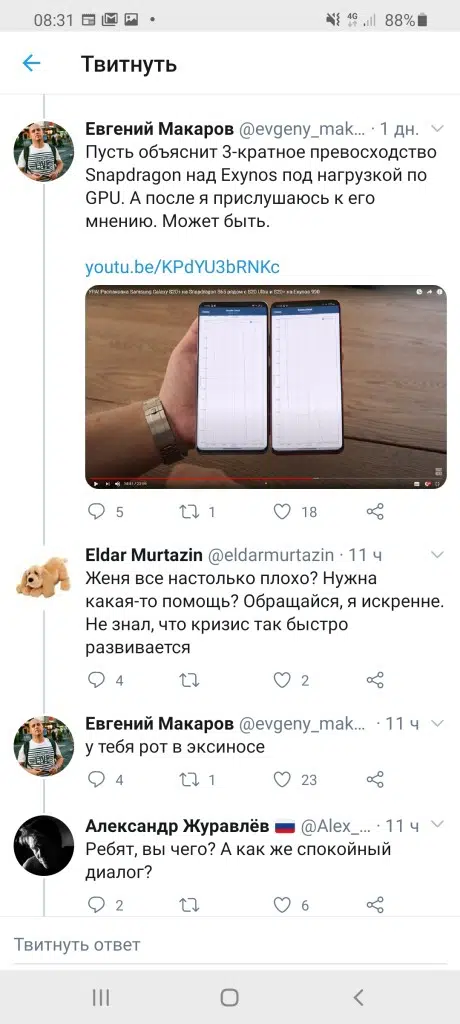 08:31
4G
88%
Твитнуть
Евгений Макаров @evgeny_mak... · 1 дн.
Пусть объяснит 3-кратное превосходство
Snapdragon над Exynos под нагрузкой по
GPU. А после я прислушаюсь к его
мнению. Может быть.
youtu.be/KPdYU3bRNKc
5 1 18
Eldar Murtazin @eldarmurtazin · 11 ч
Женя все настолько плохо? Нужна
какая-то помощь? Обращайся, я искренне.
Не знал, что кризис так быстро
развивается
4 2
Евгений Макаров @evgeny_mak... · 11 ч
у тебя рот в эксиносе
4 1 23
Александр Журавлёв @Alex_... · 11 ч
Ребят, вы чего? А как же спокойный
диалог?
2 6
Твитнуть ответ